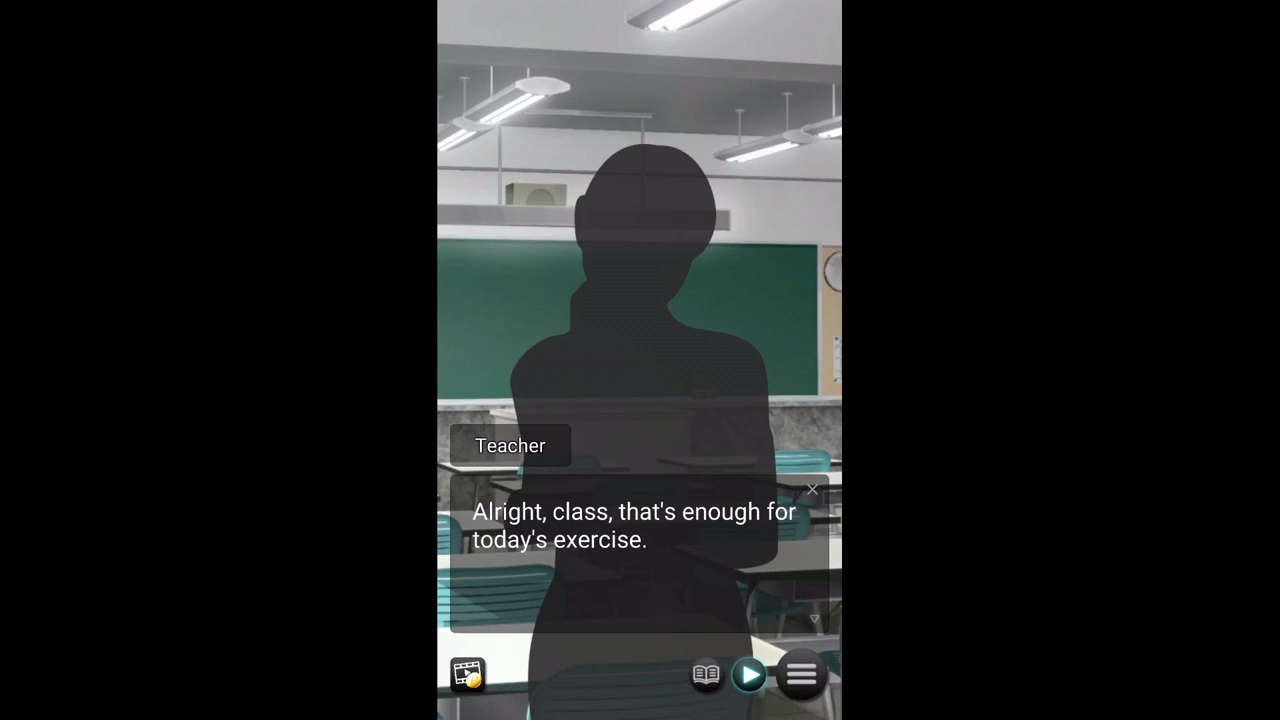 Teacher
Alright, class, that's enough for
today's exercise.